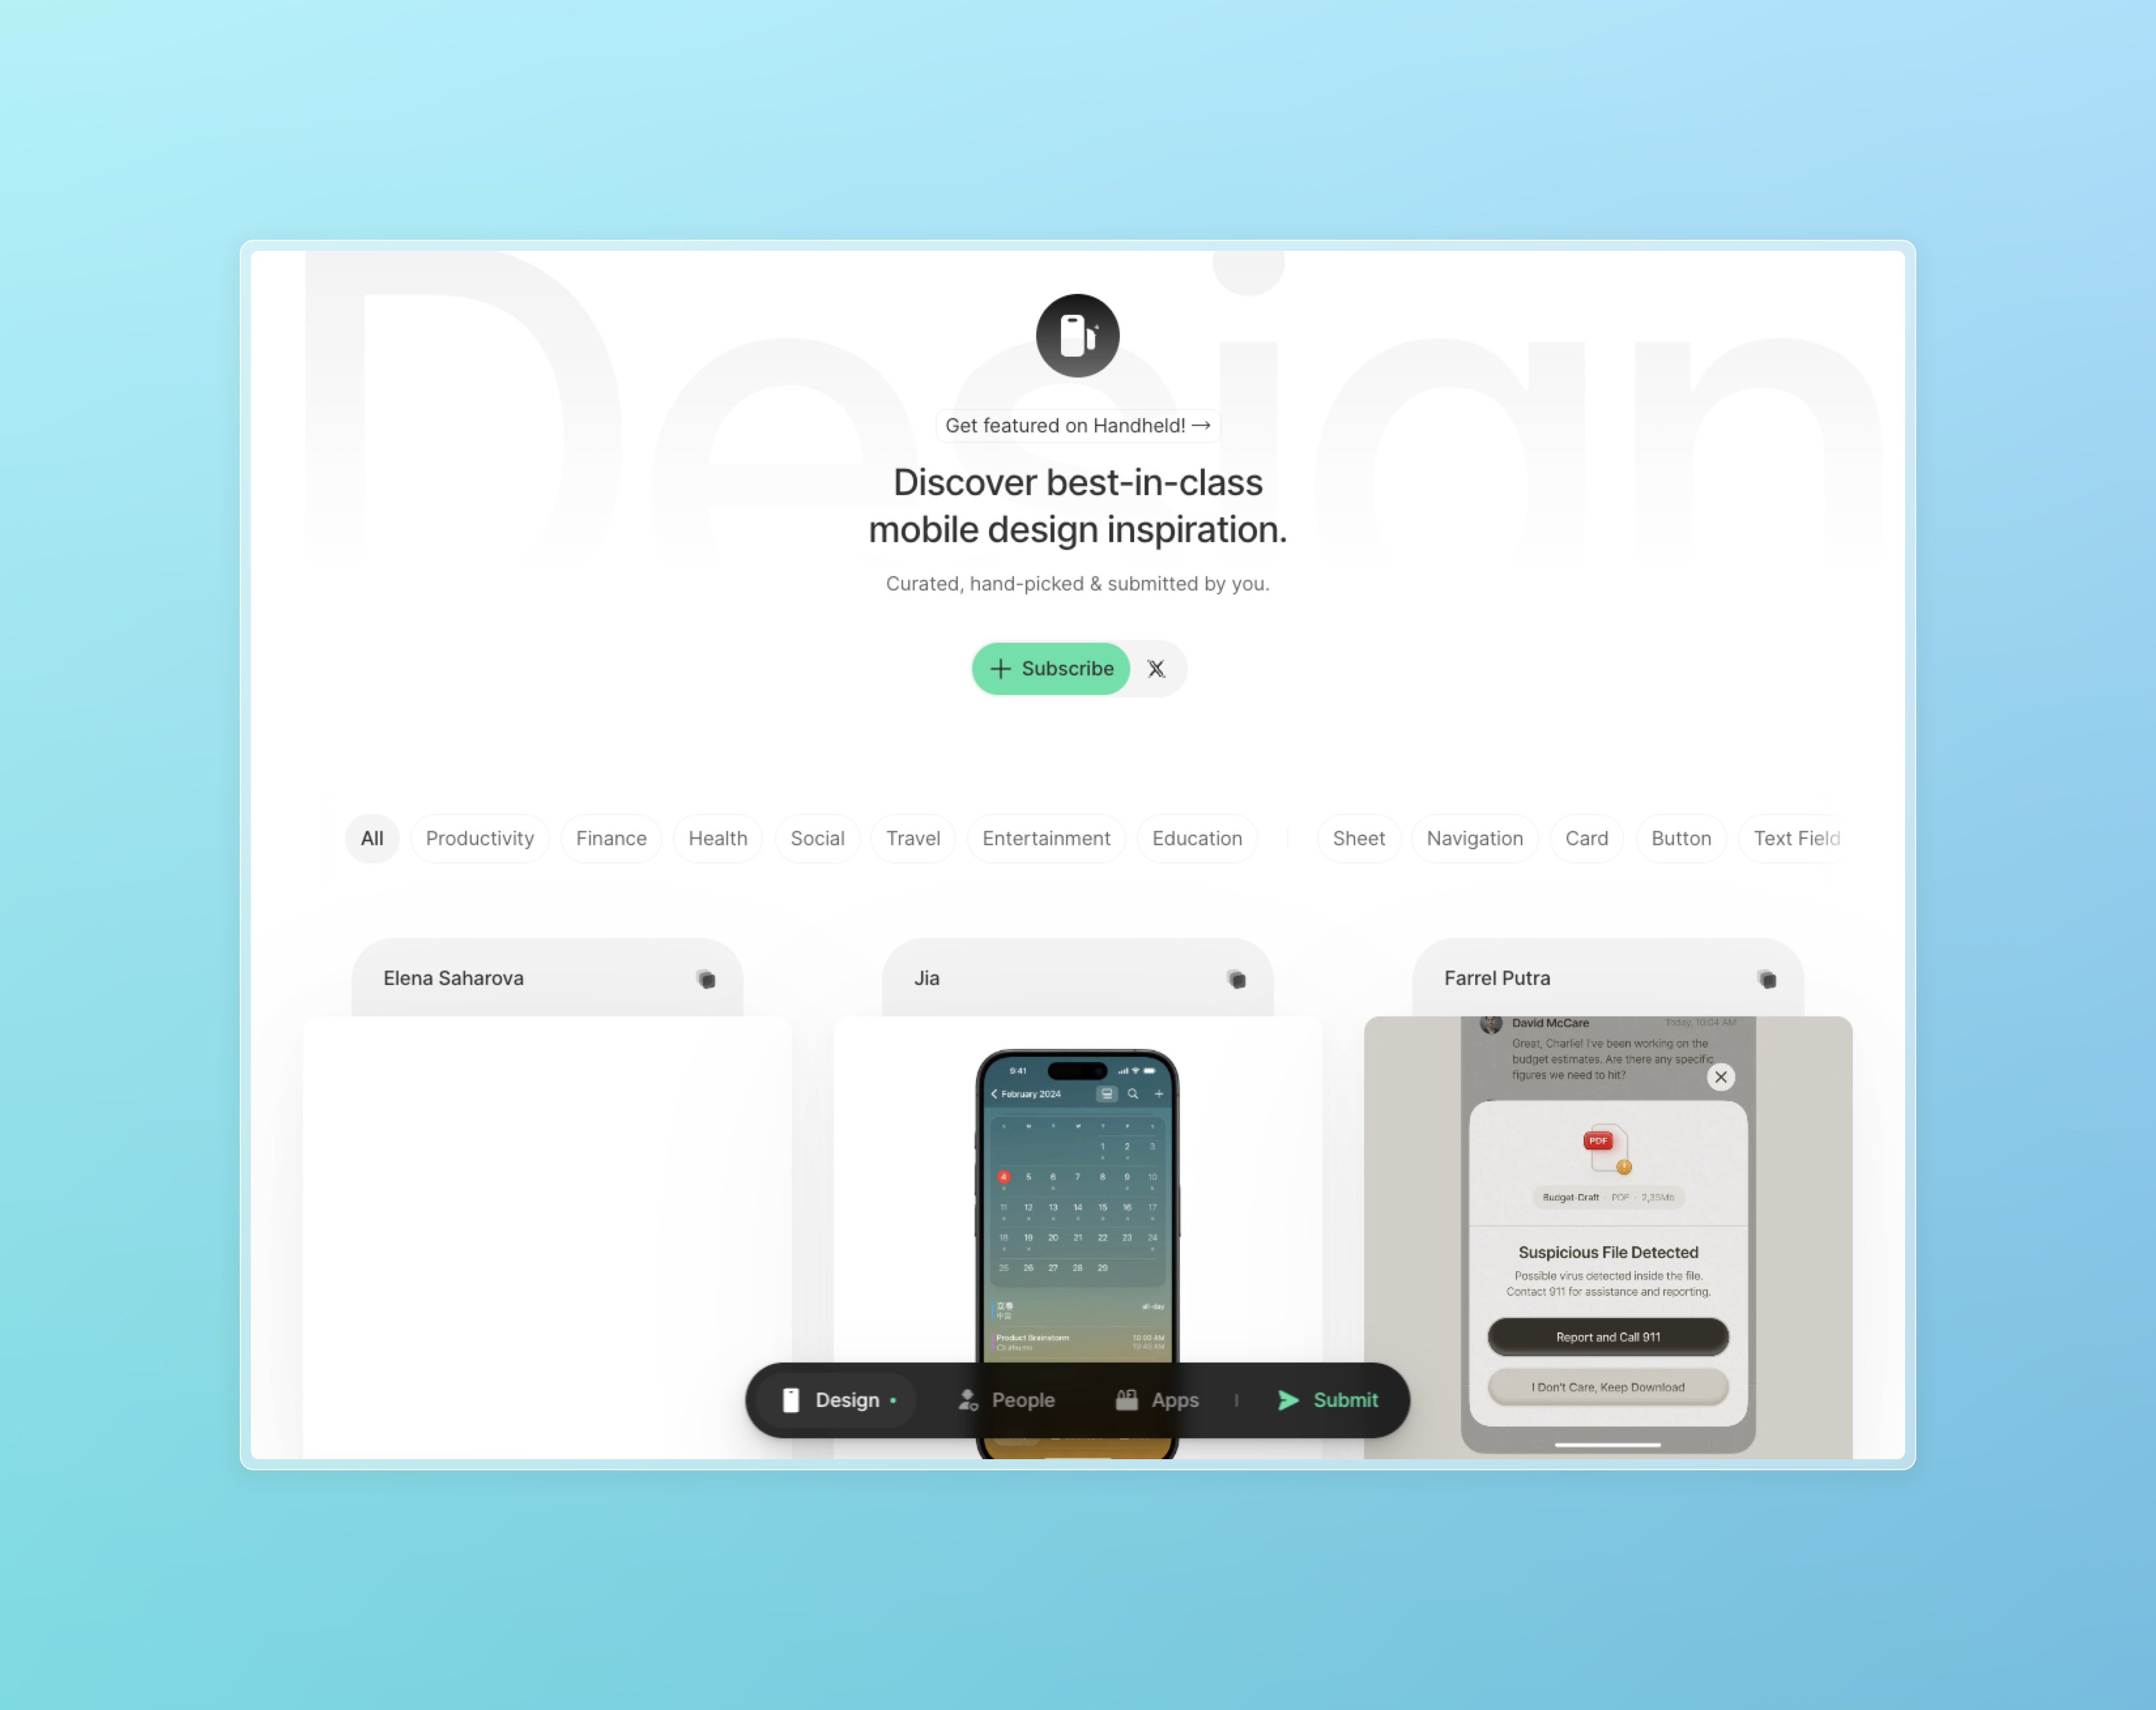 Design
Get featured on Handheld! →
Discover best-in-class
mobile design inspiration.
Curated, hand-picked & submitted by you.
+ Subscribe
All Productivity Finance Health Social Travel Entertainment Education Sheet Navigation Card Button Text Field
Elena Saharova
Jia
9:41
February 2024
S M T W T F S
1 2 3
4 5 6 7 8 9 10
11 12 13 14 15 16 17
18 19 20 21 22 23 24
25 26 27 28 29
立春 all-day
中国
Product Brainstorm 10:00 AM
10:40 AM
Farrel Putra
David McCare Today, 10:04 AM
Great, Charlie! I've been working on the
budget estimates. Are there any specific
figures we need to hit?
PDF
Budget-Draft · PDF · 2,35Mb
Suspicious File Detected
Possible virus detected inside the file.
Contact 911 for assistance and reporting.
Report and Call 911
I Don't Care, Keep Download
Design People Apps Submit